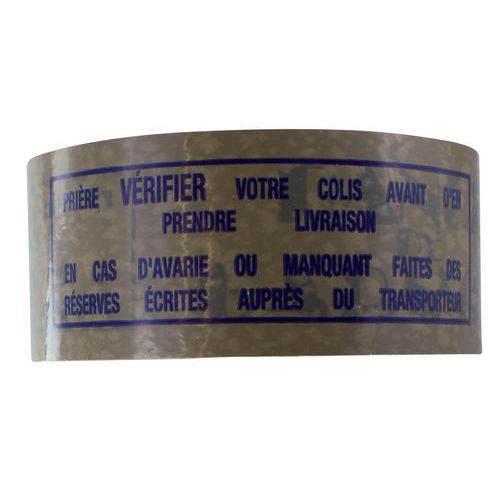 PRIÈRE VÉRIFIER VOTRE COLIS AVANT D'EN
PRENDRE LIVRAISON
EN CAS D'AVARIE OU MANQUANT FAITES DES
RÉSERVES ÉCRITES AUPRÈS DU TRANSPORTEUR